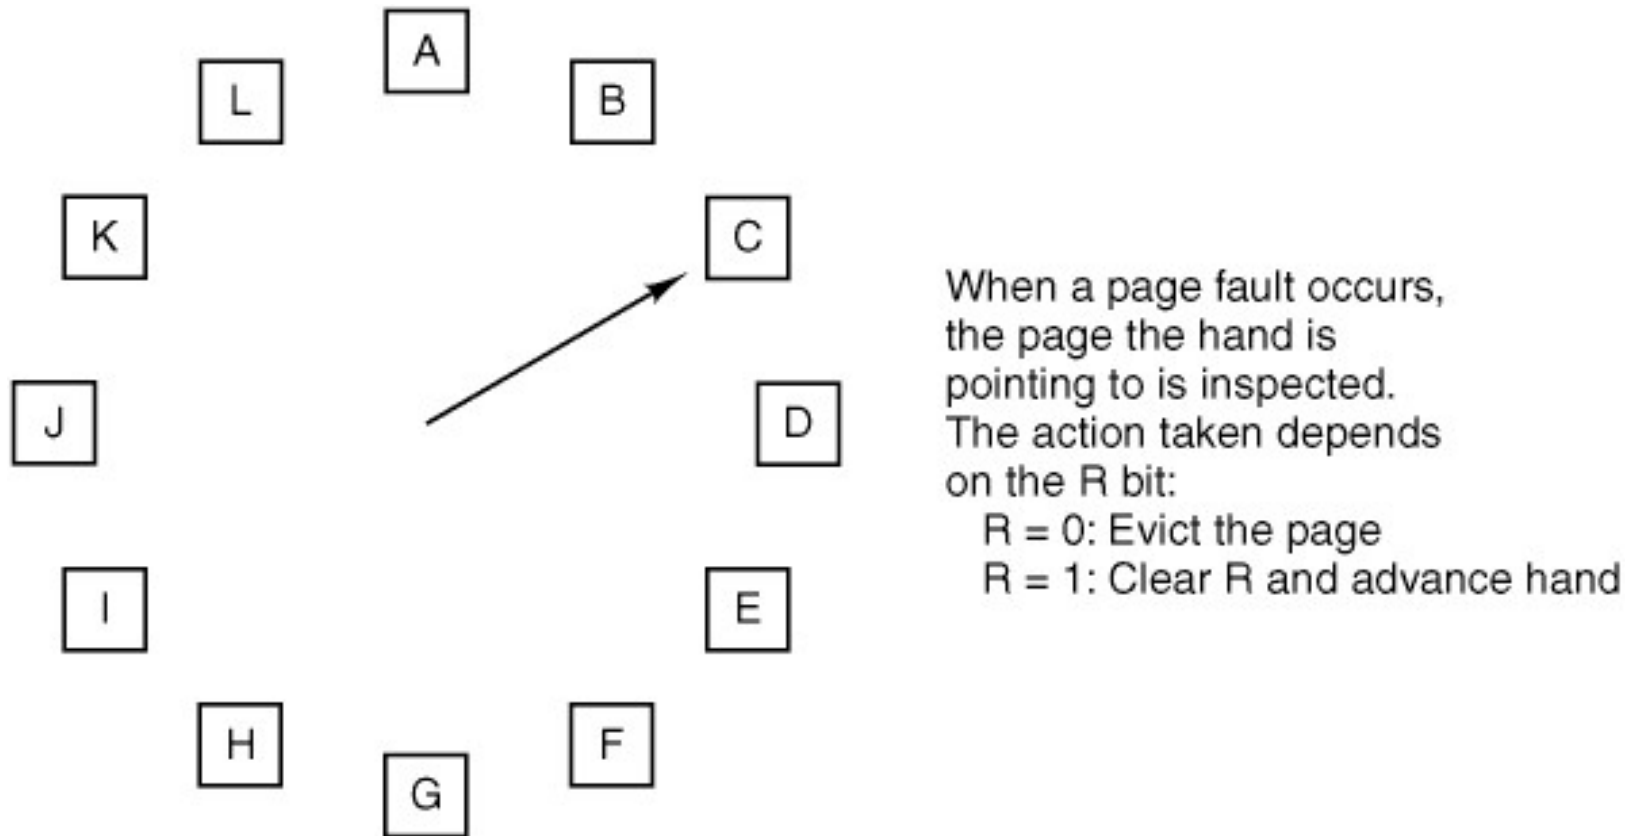 A
L
B
K
C
J
D
I
E
H
F
G
When a page fault occurs,
the page the hand is
pointing to is inspected.
The action taken depends
on the R bit:
R = 0: Evict the page
R = 1: Clear R and advance hand